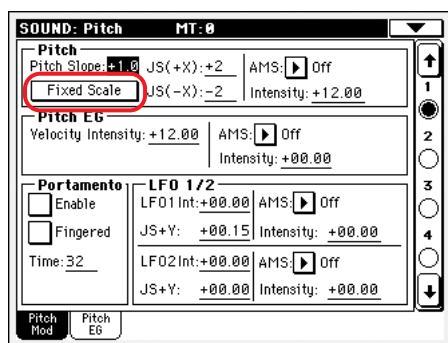 SOUND: Pitch MT:0
Pitch
Pitch Slope: +1.0 JS(+X):+2 AMS: Off
Fixed Scale JS(-X):-2 Intensity: +12.00
Pitch EG
Velocity Intensity: +12.00 AMS: Off
Intensity: +00.00
Portamento LFO 1/2
Enable LFO1 Int:+00.00 AMS: Off
Fingered JS+Y: +00.15 Intensity: +00.00
Time: 32 LFO2Int:+00.00 AMS: Off
JS+Y: +00.00 Intensity: +00.00
1
2
3
4
Pitch Mod Pitch EG